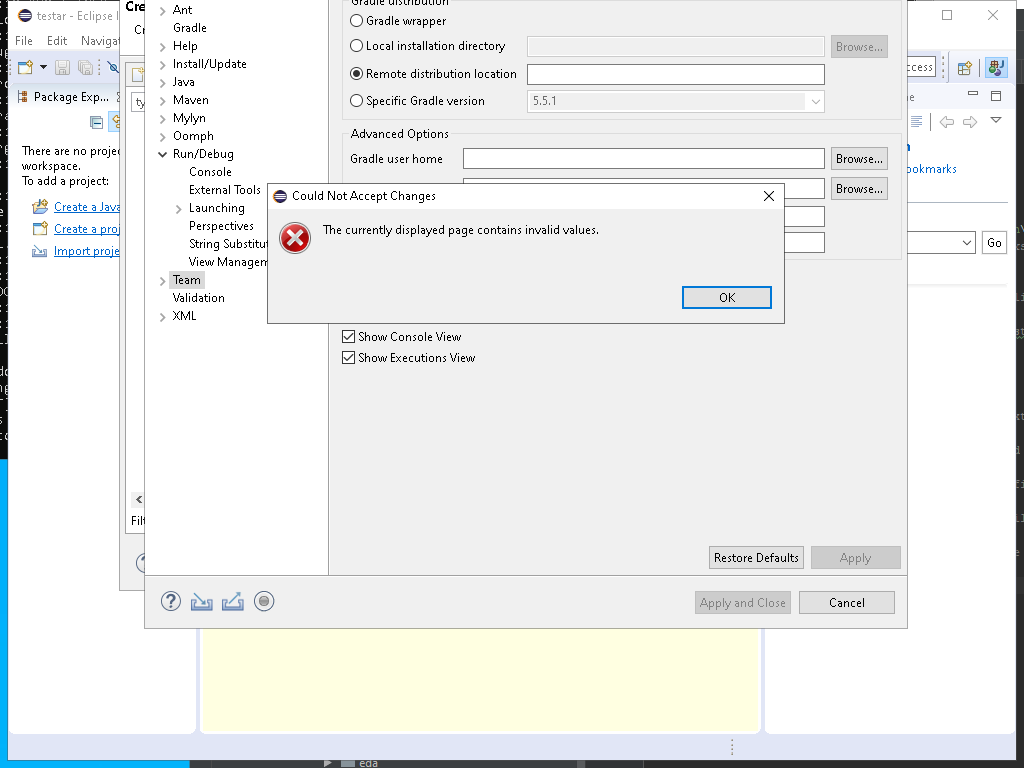 testar - Eclipse I
File Edit Navigat
Package Exp...
There are no projec
workspace.
To add a project:
Create a Java
Create a proj
Import proje
Cre
Cr
ty
Filt
Ant
Gradle
Help
Install/Update
Java
Maven
Mylyn
Oomph
Run/Debug
Console
External Tools
Launching
Perspectives
String Substitut
View Managem
Team
Validation
XML
Gradle distribution
Gradle wrapper
Local installation directory
Browse...
Remote distribution location
Specific Gradle version
5.5.1
Advanced Options
Gradle user home
Browse...
Browse...
Could Not Accept Changes
The currently displayed page contains invalid values.
OK
Show Console View
Show Executions View
Restore Defaults
Apply
Apply and Close
Cancel
ccess
ookmarks
Go
eda